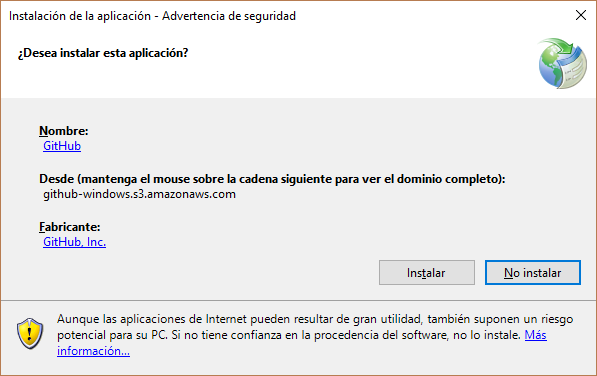 Instalación de la aplicación - Advertencia de seguridad
¿Desea instalar esta aplicación?
Nombre:
GitHub
Desde (mantenga el mouse sobre la cadena siguiente para ver el dominio completo):
github-windows.s3.amazonaws.com
Fabricante:
GitHub, Inc.
Instalar
No instalar
Aunque las aplicaciones de Internet pueden resultar de gran utilidad, también suponen un riesgo
potencial para su PC. Si no tiene confianza en la procedencia del software, no lo instale. Más
información...